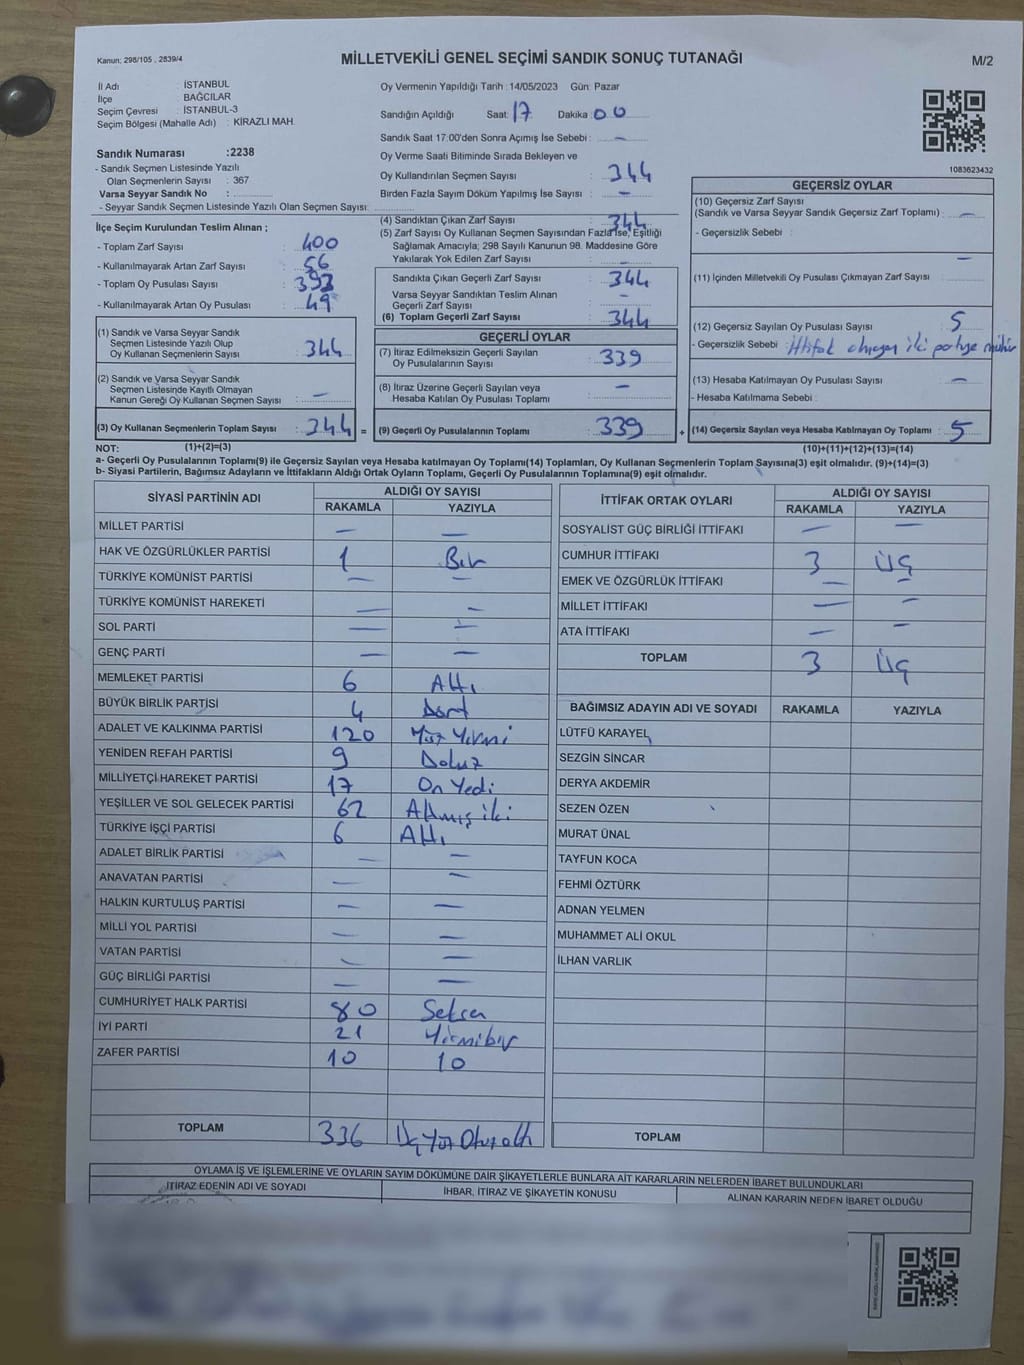 Kanun; 298/105 , 2839/4
MİLLETVEKİLİ GENEL SEÇİMİ SANDIK SONUÇ TUTANAĞI
M/2
İl Adı : İSTANBUL
İlçe : BAĞCILAR
Seçim Çevresi : İSTANBUL-3
Seçim Bölgesi (Mahalle Adı) : KİRAZLI MAH.
Sandık Numarası :2238
- Sandık Seçmen Listesinde Yazılı
Olan Seçmenlerin Sayısı : 367
Varsa Seyyar Sandık No :
- Seyyar Sandık Seçmen Listesinde Yazılı Olan Seçmen Sayısı:
İlçe Seçim Kurulundan Teslim Alınan ;
- Toplam Zarf Sayısı : 400
- Kullanılmayarak Artan Zarf Sayısı : 56
- Toplam Oy Pusulası Sayısı : 393
- Kullanılmayarak Artan Oy Pusulası : 49
Oy Vermenin Yapıldığı Tarih : 14/05/2023 Gün: Pazar
Sandığın Açıldığı Saat: 17 Dakika : 00
Sandık Saat 17:00'den Sonra Açımış İse Sebebi : —
Oy Verme Saati Bitiminde Sırada Bekleyen ve
Oy Kullandırılan Seçmen Sayısı : 344
Birden Fazla Sayım Döküm Yapılmış İse Sayısı : —
(4) Sandıktan Çıkan Zarf Sayısı : 344
(5) Zarf Sayısı Oy Kullanan Seçmen Sayısından Fazla İse, Eşitliği
Sağlamak Amacıyla; 298 Sayılı Kanunun 98. Maddesine Göre
Yakılarak Yok Edilen Zarf Sayısı : —
Sandıkta Çıkan Geçerli Zarf Sayısı : 344
Varsa Seyyar Sandıktan Teslim Alınan
Geçerli Zarf Sayısı : —
(6) Toplam Geçerli Zarf Sayısı : 344
1083623432
GEÇERSİZ OYLAR
(10) Geçersiz Zarf Sayısı
(Sandık ve Varsa Seyyar Sandık Geçersiz Zarf Toplamı) : —
- Geçersizlik Sebebi :
—
(11) İçinden Milletvekili Oy Pusulası Çıkmayan Zarf Sayısı :
(12) Geçersiz Sayılan Oy Pusulası Sayısı : 5
- Geçersizlik Sebebi : İttifak olmayan iki partiye mühür
(13) Hesaba Katılmayan Oy Pusulası Sayısı : —
- Hesaba Katılmama Sebebi :
(1) Sandık ve Varsa Seyyar Sandık
Seçmen Listesinde Yazılı Olup
Oy Kullanan Seçmenlerin Sayısı : 344
(2) Sandık ve Varsa Seyyar Sandık
Seçmen Listesinde Kayıtlı Olmayan
Kanun Gereği Oy Kullanan Seçmen Sayısı : —
GEÇERLİ OYLAR
(7) İtiraz Edilmeksizin Geçerli Sayılan
Oy Pusulalarının Sayısı : 339
(8) İtiraz Üzerine Geçerli Sayılan veya
Hesaba Katılan Oy Pusulası Toplamı : —
(3) Oy Kullanan Seçmenlerin Toplam Sayısı : 344 = (9) Geçerli Oy Pusulalarının Toplamı : 339 + (14) Geçersiz Sayılan veya Hesaba Katılmayan Oy Toplamı : 5
NOT: (1)+(2)=(3) (10)+(11)+(12)+(13)=(14)
a- Geçerli Oy Pusulalarının Toplamı(9) ile Geçersiz Sayılan veya Hesaba katılmayan Oy Toplamı(14) Toplamları, Oy Kullanan Seçmenlerin Toplam Sayısına(3) eşit olmalıdır. (9)+(14)=(3)
b- Siyasi Partilerin, Bağımsız Adayların ve İttifakların Aldığı Ortak Oyların Toplamı, Geçerli Oy Pusulalarının Toplamına(9) eşit olmalıdır.
SİYASİ PARTİNİN ADI ALDIĞI OY SAYISI
RAKAMLA YAZIYLA
MİLLET PARTİSİ — —
HAK VE ÖZGÜRLÜKLER PARTİSİ 1 Bir
TÜRKİYE KOMÜNİST PARTİSİ — —
TÜRKİYE KOMÜNİST HAREKETİ — —
SOL PARTİ — —
GENÇ PARTİ — —
MEMLEKET PARTİSİ 6 Altı
BÜYÜK BİRLİK PARTİSİ 4 Dört
ADALET VE KALKINMA PARTİSİ 120 Yüz Yirmi
YENİDEN REFAH PARTİSİ 9 Dokuz
MİLLİYETÇİ HAREKET PARTİSİ 17 On Yedi
YEŞİLLER VE SOL GELECEK PARTİSİ 62 Altmış iki
TÜRKİYE İŞÇİ PARTİSİ 6 Altı
ADALET BİRLİK PARTİSİ — —
ANAVATAN PARTİSİ — —
HALKIN KURTULUŞ PARTİSİ — —
MİLLİ YOL PARTİSİ — —
VATAN PARTİSİ — —
GÜÇ BİRLİĞİ PARTİSİ — —
CUMHURİYET HALK PARTİSİ 80 Seksen
İYİ PARTİ 21 Yirmibir
ZAFER PARTİSİ 10 10
TOPLAM 336 Üç Yüz Otuz altı
İTTİFAK ORTAK OYLARI ALDIĞI OY SAYISI
RAKAMLA YAZIYLA
SOSYALİST GÜÇ BİRLİĞİ İTTİFAKI — —
CUMHUR İTTİFAKI 3 ÜÇ
EMEK VE ÖZGÜRLÜK İTTİFAKI — —
MİLLET İTTİFAKI — —
ATA İTTİFAKI — —
TOPLAM 3 Üç
BAĞIMSIZ ADAYIN ADI VE SOYADI RAKAMLA YAZIYLA
LÜTFÜ KARAYEL
SEZGİN SİNCAR
DERYA AKDEMİR
SEZEN ÖZEN
MURAT ÜNAL
TAYFUN KOCA
FEHMİ ÖZTÜRK
ADNAN YELMEN
MUHAMMET ALİ OKUL
İLHAN VARLIK
TOPLAM
OYLAMA İŞ VE İŞLEMLERİNE VE OYLARIN SAYIM DÖKÜMÜNE DAİR ŞİKAYETLERLE BUNLARA AİT KARARLARIN NELERDEN İBARET BULUNDUKLARI
İTİRAZ EDENİN ADI VE SOYADI İHBAR, İTİRAZ VE ŞİKAYETİN KONUSU ALINAN KARARIN NEDEN İBARET OLDUĞU